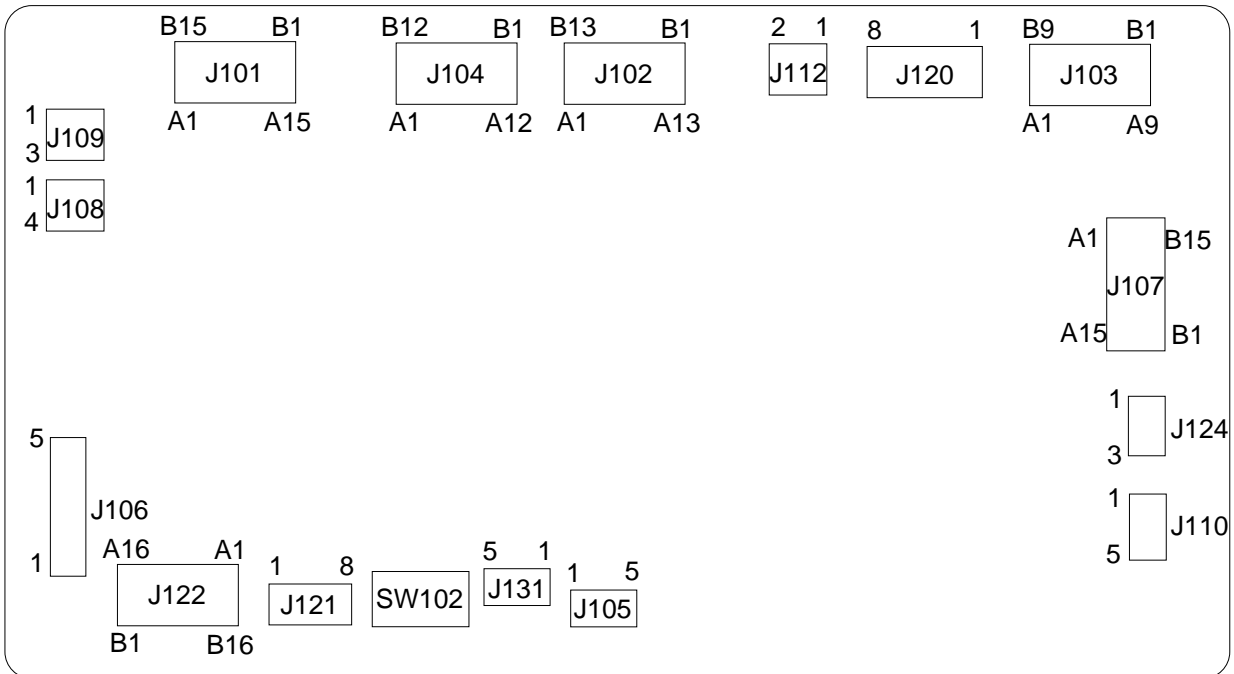 B15 B1
J101
A1 A15
B12 B1
J104
A1 A12
B13 B1
J102
A1 A13
2 1
J112
8 1
J120
B9 B1
J103
A1 A9
1
J109
3
1
J108
4
A1 B15
J107
A15 B1
1
J124
3
1
J110
5
5
J106
1
A16 A1
J122
B1 B16
1 8
J121
SW102
5 1
J131
1 5
J105